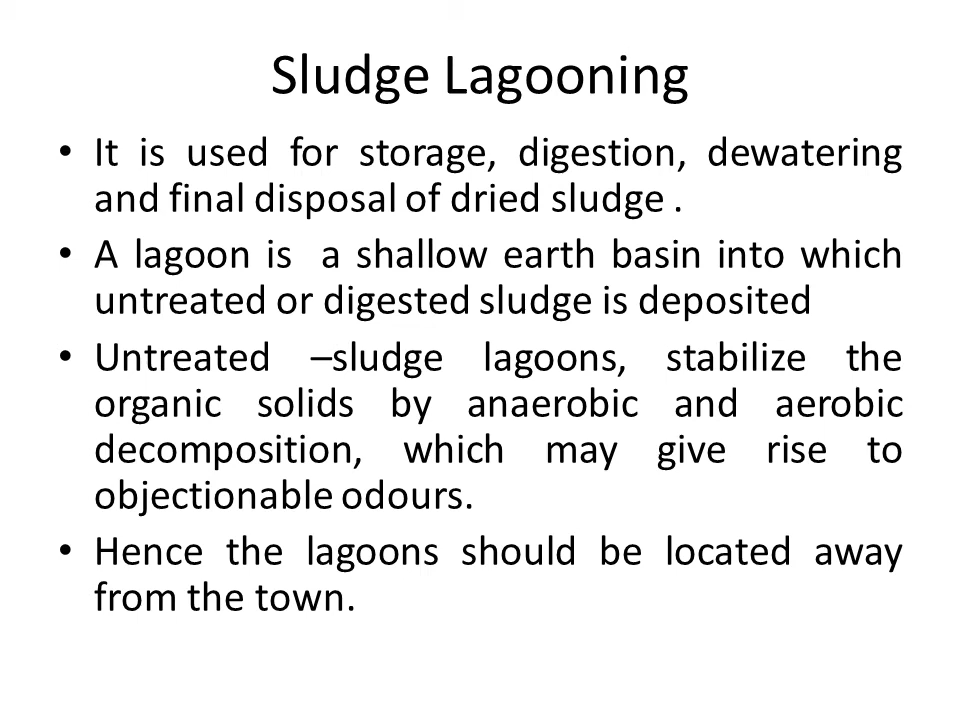 Sludge Lagooning
• It is used for storage, digestion, dewatering
and final disposal of dried sludge .
• A lagoon is  a shallow earth basin into which
untreated or digested sludge is deposited
• Untreated –sludge lagoons, stabilize the
organic solids by anaerobic and aerobic
decomposition, which may give rise to
objectionable odours.
• Hence the lagoons should be located away
from the town.